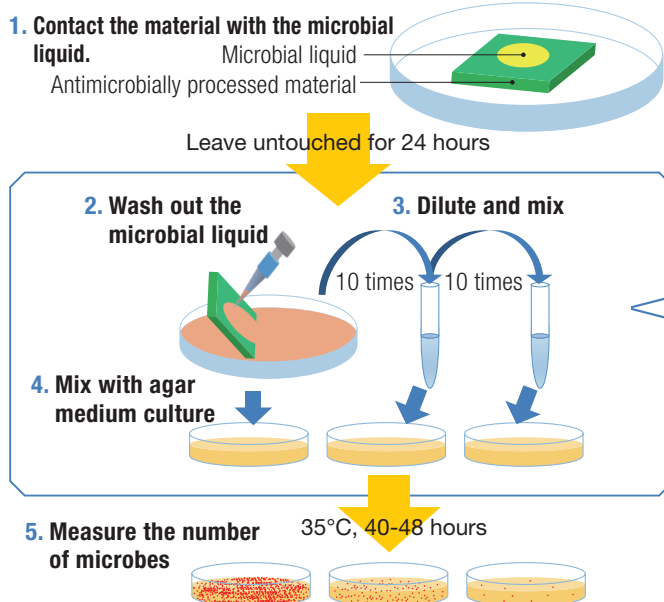 1. Contact the material with the microbial
liquid.
Microbial liquid
Antimicrobially processed material
Leave untouched for 24 hours
2. Wash out the
microbial liquid
3. Dilute and mix
10 times
10 times
4. Mix with agar
medium culture
35°C, 40-48 hours
5. Measure the number
of microbes